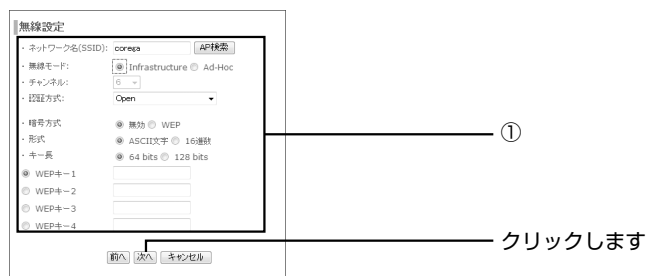 無線設定
・ネットワーク名(SSID): corega AP検索
・無線モード: Infrastructure Ad-Hoc
・チャンネル: 6
・認証方式: Open
・暗号方式 無効 WEP
・形式 ASCII文字 16進数
・キー長 64 bits 128 bits
WEPキー1
WEPキー2
WEPキー3
WEPキー4
前へ 次へ キャンセル
①
クリックします